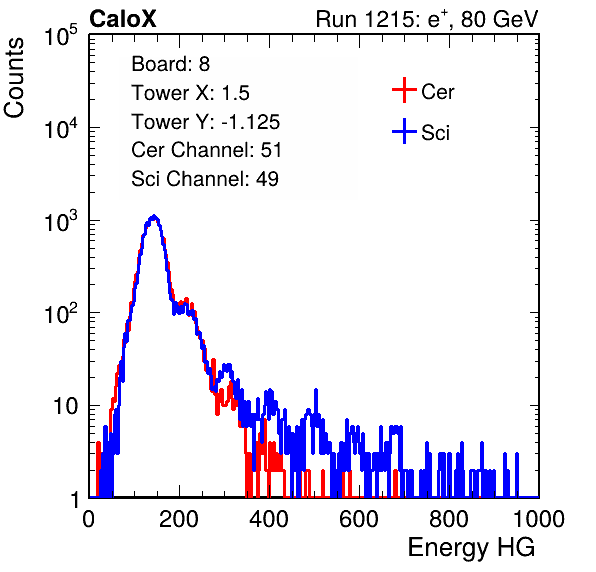 CaloX Run 1215: e⁺, 80 GeV
Counts
Board: 8
Tower X: 1.5
Tower Y: -1.125
Cer Channel: 51
Sci Channel: 49
Cer
Sci
10⁵
10⁴
10³
10²
10
1
0 200 400 600 800 1000
Energy HG